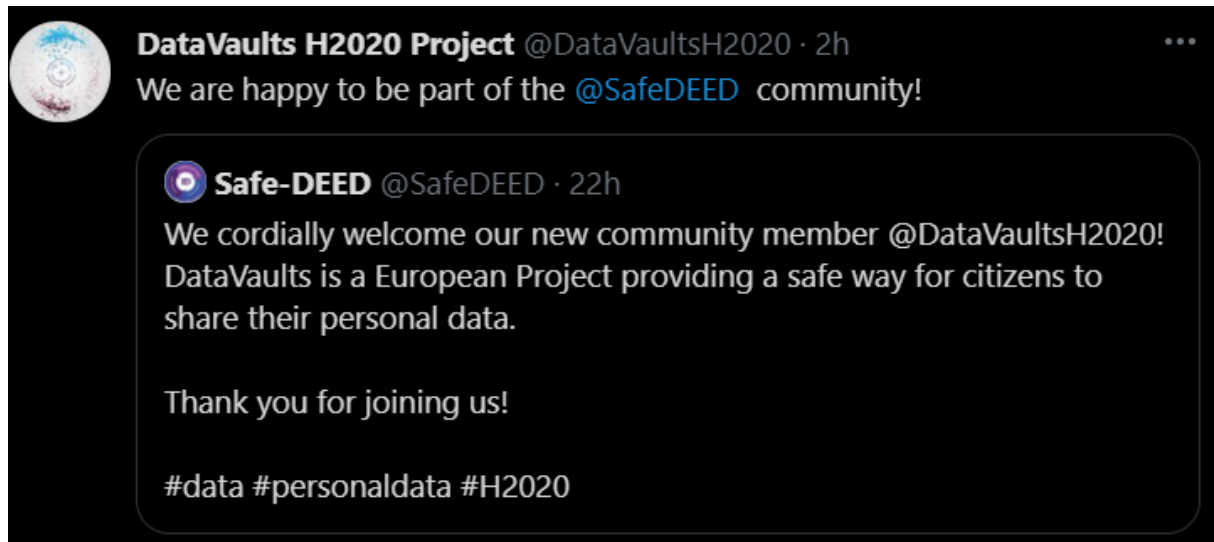 DataVaults H2020 Project @DataVaultsH2020 · 2h
We are happy to be part of the @SafeDEED community!
Safe-DEED @SafeDEED · 22h
We cordially welcome our new community member @DataVaultsH2020!
DataVaults is a European Project providing a safe way for citizens to
share their personal data.
Thank you for joining us!
#data #personaldata #H2020